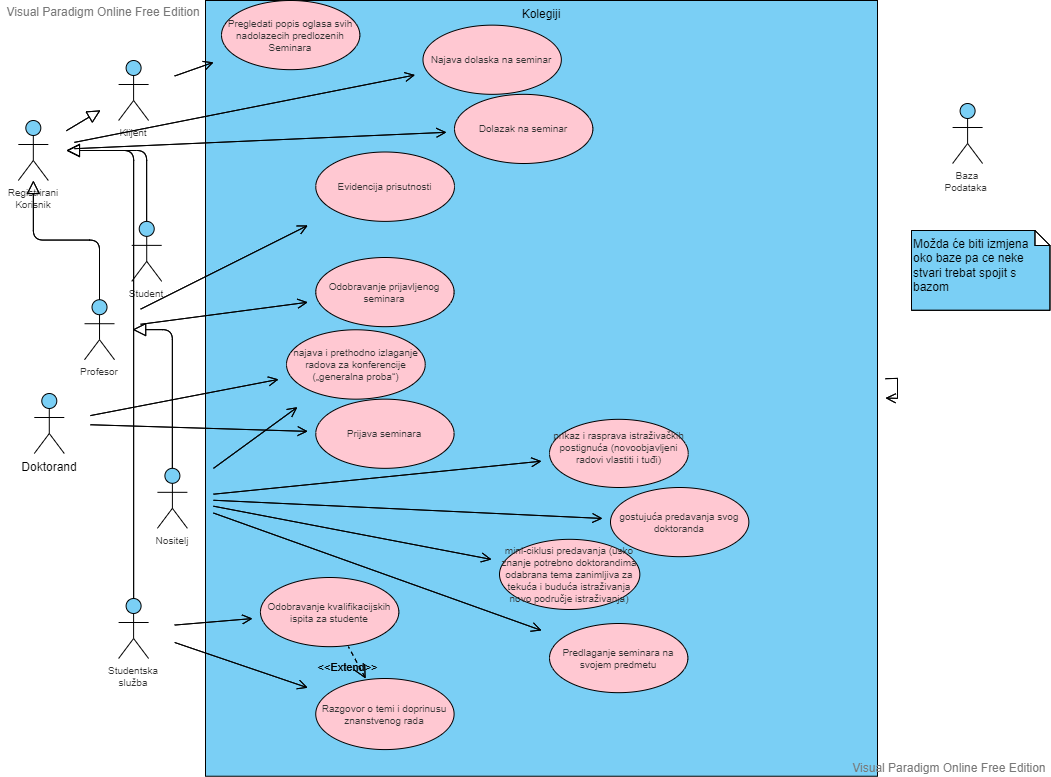 Visual Paradigm Online Free Edition
Kolegiji
Pregledati popis oglasa svih
nadolazecih predlozenih
Seminara
Najava dolaska na seminar
Klijent
Dolazak na seminar
Registrirani
Korisnik
Evidencija prisutnosti
Baza
Podataka
Možda će biti izmjena
oko baze pa ce neke
stvari trebat spojit s
bazom
Student
Odobravanje prijavljenog
seminara
Profesor
najava i prethodno izlaganje
radova za konferencije
(„generalna proba")
Prijava seminara
Doktorand
prikaz i rasprava istraživačkih
postignuća (novoobjavljeni
radovi vlastiti i tuđi)
gostujuća predavanja svog
doktoranda
Nositelj
mini-ciklusi predavanja (usko
znanje potrebno doktorandima
odabrana tema zanimljiva za
tekuća i buduća istraživanja
novo područje istraživanja)
Odobravanje kvalifikacijskih
ispita za studente
Predlaganje seminara na
svojem predmetu
<<Extend>>
Studentska
služba
Razgovor o temi i doprinusu
znanstvenog rada
Visual Paradigm Online Free Edition